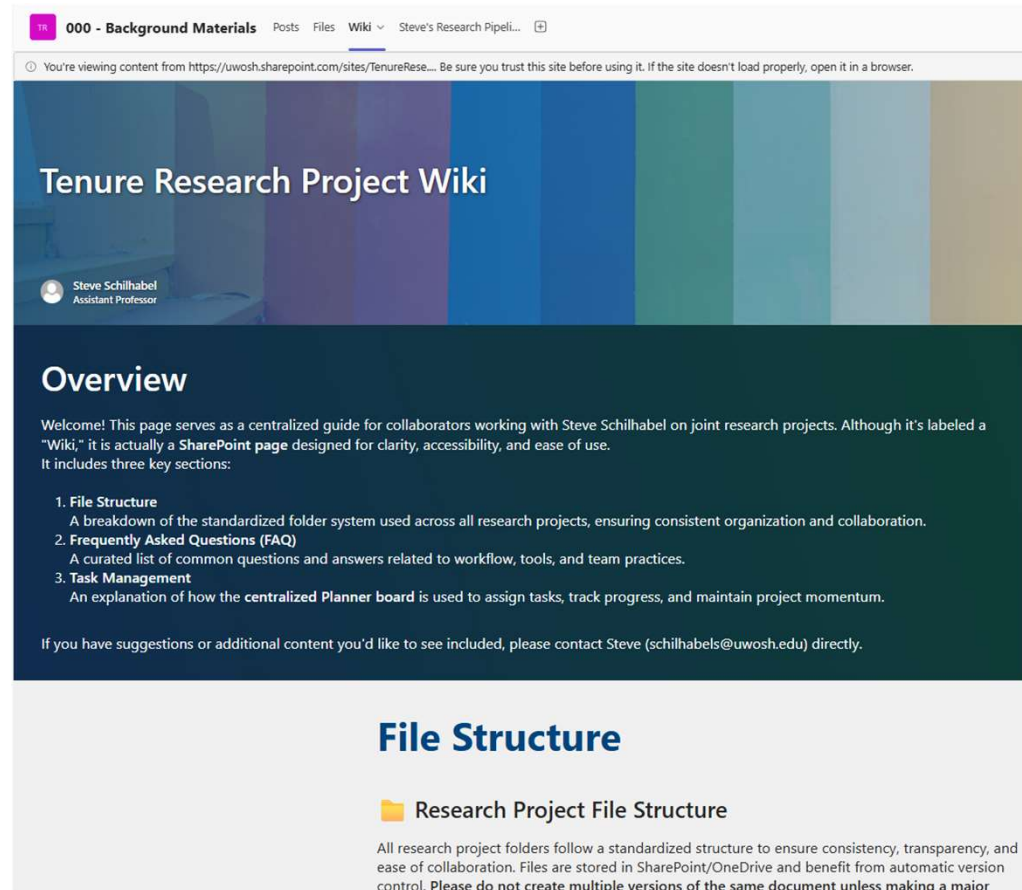 TR 000 - Background Materials Posts Files Wiki Steve's Research Pipeli...
You're viewing content from https://uwosh.sharepoint.com/sites/TenureRese.... Be sure you trust this site before using it. If the site doesn't load properly, open it in a browser.
Tenure Research Project Wiki
Steve Schilhabel
Assistant Professor
Overview
Welcome! This page serves as a centralized guide for collaborators working with Steve Schilhabel on joint research projects. Although it's labeled a
"Wiki," it is actually a SharePoint page designed for clarity, accessibility, and ease of use.
It includes three key sections:
1. File Structure
A breakdown of the standardized folder system used across all research projects, ensuring consistent organization and collaboration.
2. Frequently Asked Questions (FAQ)
A curated list of common questions and answers related to workflow, tools, and team practices.
3. Task Management
An explanation of how the centralized Planner board is used to assign tasks, track progress, and maintain project momentum.
If you have suggestions or additional content you'd like to see included, please contact Steve (schilhabels@uwosh.edu) directly.
File Structure
Research Project File Structure
All research project folders follow a standardized structure to ensure consistency, transparency, and
ease of collaboration. Files are stored in SharePoint/OneDrive and benefit from automatic version
control. Please do not create multiple versions of the same document unless making a major